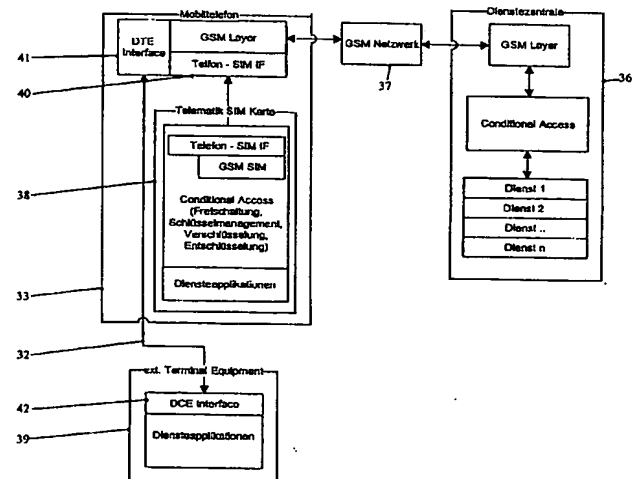 Mobiltelefon
41
DTE
Interface
GSM Layer
Telfon - SIM IF
40
Telematik SIM Karte
Telefon - SIM IF
GSM SIM
38
Conditional Access
(Freischaltung,
Schlüsselmanagement,
Verschlüsselung,
Entschlüsselung)
Diensteapplikationen
33
32
GSM Netzwerk
37
Dienstezentrale
GSM Layer
36
Conditional Access
Dienst 1
Dienst 2
Dienst ..
Dienst n
ext. Terminal Equipment
42
DCE Interface
39
Diensteapplikationen